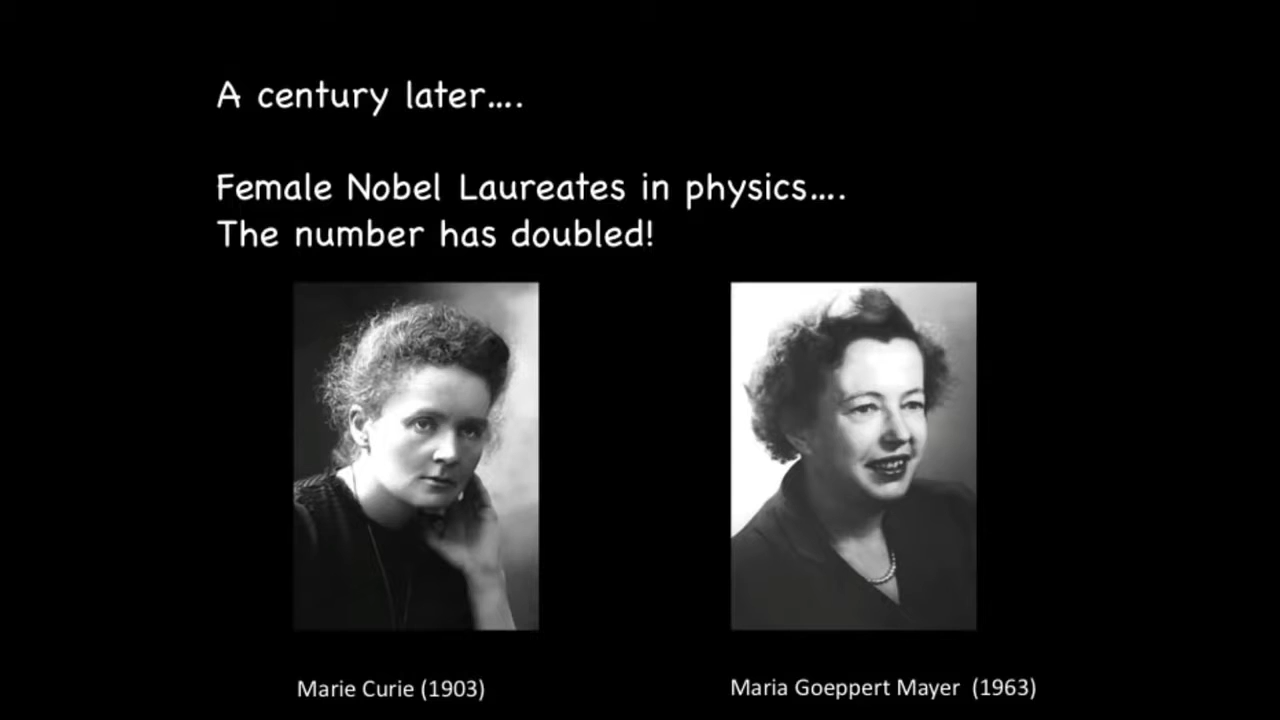 A century later....
Female Nobel Laureates in physics....
The number has doubled!
Marie Curie (1903)
Maria Goeppert Mayer (1963)